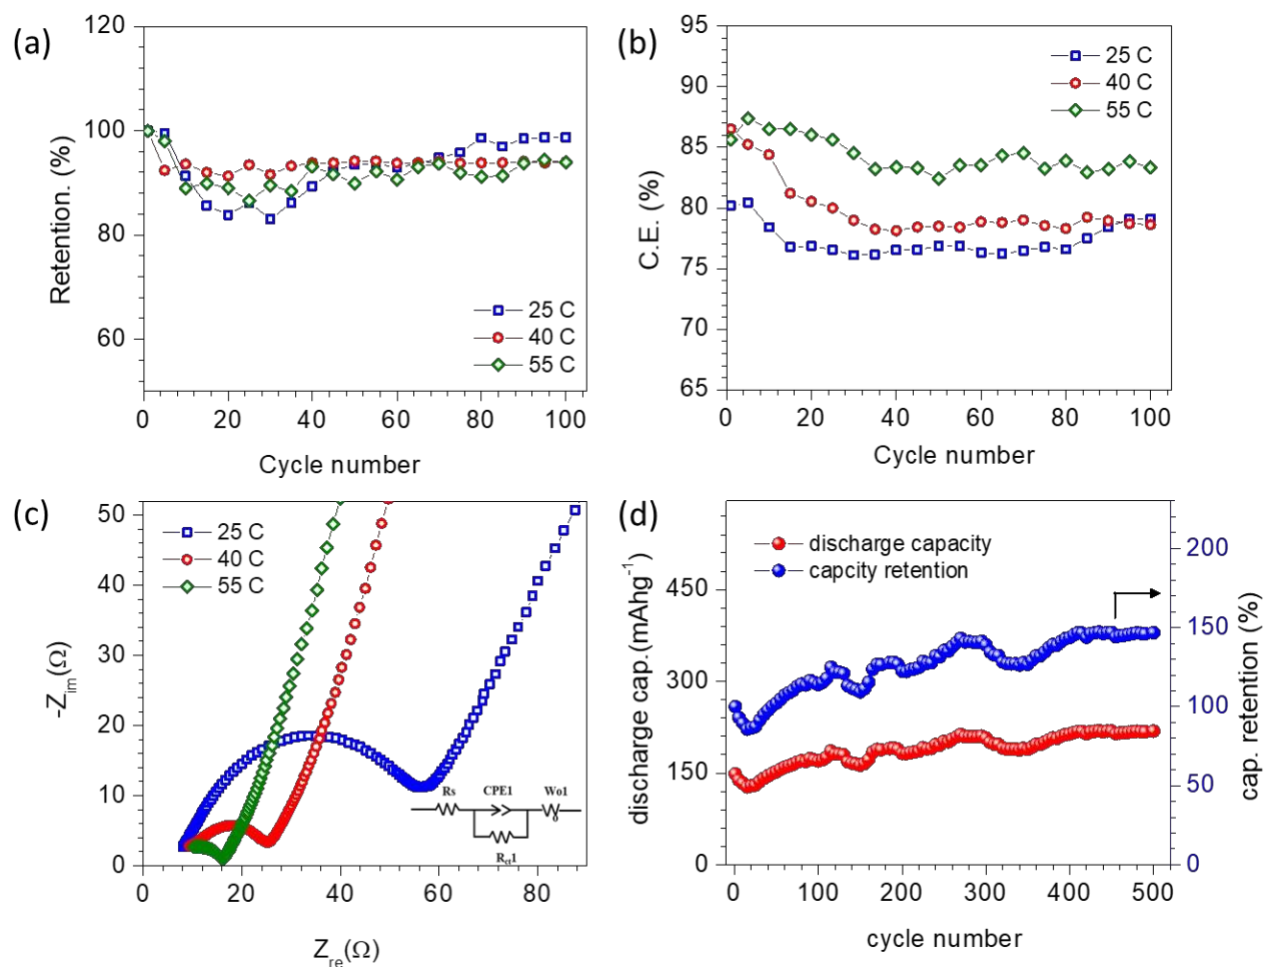 (a)
120
100
80
60
Retention. (%)
25 C
40 C
55 C
0 20 40 60 80 100
Cycle number
(b)
95
90
85
80
75
70
65
C.E. (%)
25 C
40 C
55 C
0 20 40 60 80 100
Cycle number
(c)
50
40
30
20
10
0
-Zim(Ω)
25 C
40 C
55 C
Rs CPE1 Wo1
Rct1
0 20 40 60 80
Zre(Ω)
(d)
450
300
150
0
discharge cap.(mAhg-1)
discharge capacity
capcity retention
200
150
100
50
0
cap. retention (%)
0 100 200 300 400 500
cycle number